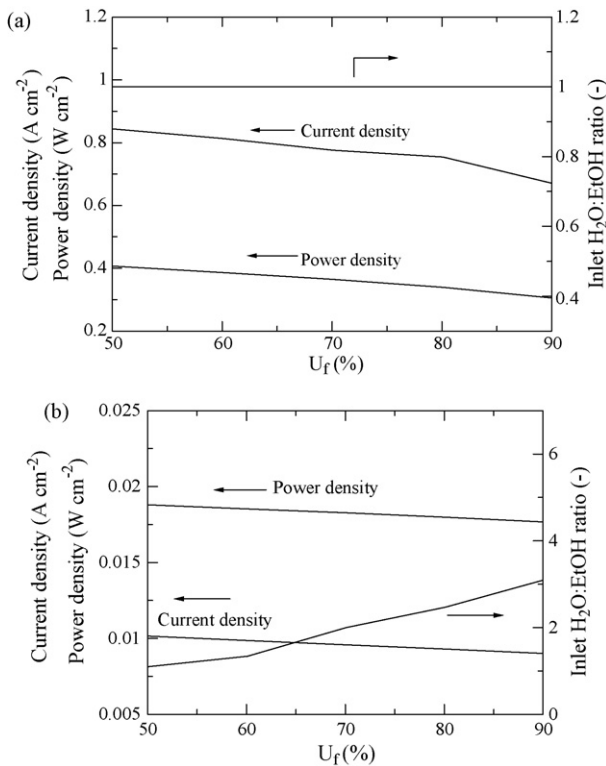 (a)
1.2
1
0.8
0.6
0.4
0.2
Current density (A cm⁻²)
Power density (W cm⁻²)
Current density
Power density
1.2
1
0.8
0.6
0.4
Inlet H₂O:EtOH ratio (-)
50 60 70 80 90
U_f (%)
(b)
0.025
0.02
0.015
0.01
0.005
Current density (A cm⁻²)
Power density (W cm⁻²)
Power density
Current density
6
4
2
0
Inlet H₂O:EtOH ratio (-)
50 60 70 80 90
U_f (%)